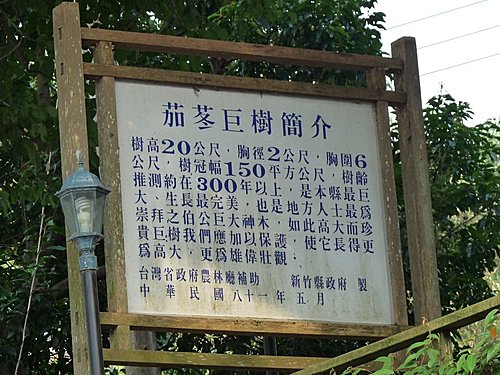 茄苳巨樹簡介
樹高20公尺，胸徑2公尺，胸圍6
公尺，樹冠幅150平方公尺，樹齡
推測約在300年以上，是本縣最巨
大、生長最完美，也是地方人士最爲
崇拜之伯公巨大神木，如此高大而珍
貴巨樹我們應加以保護，使它長得更
爲高大，更爲雄偉壯觀．
台灣省政府農林廳補助 新竹縣政府 製
中華民國八十一年五月